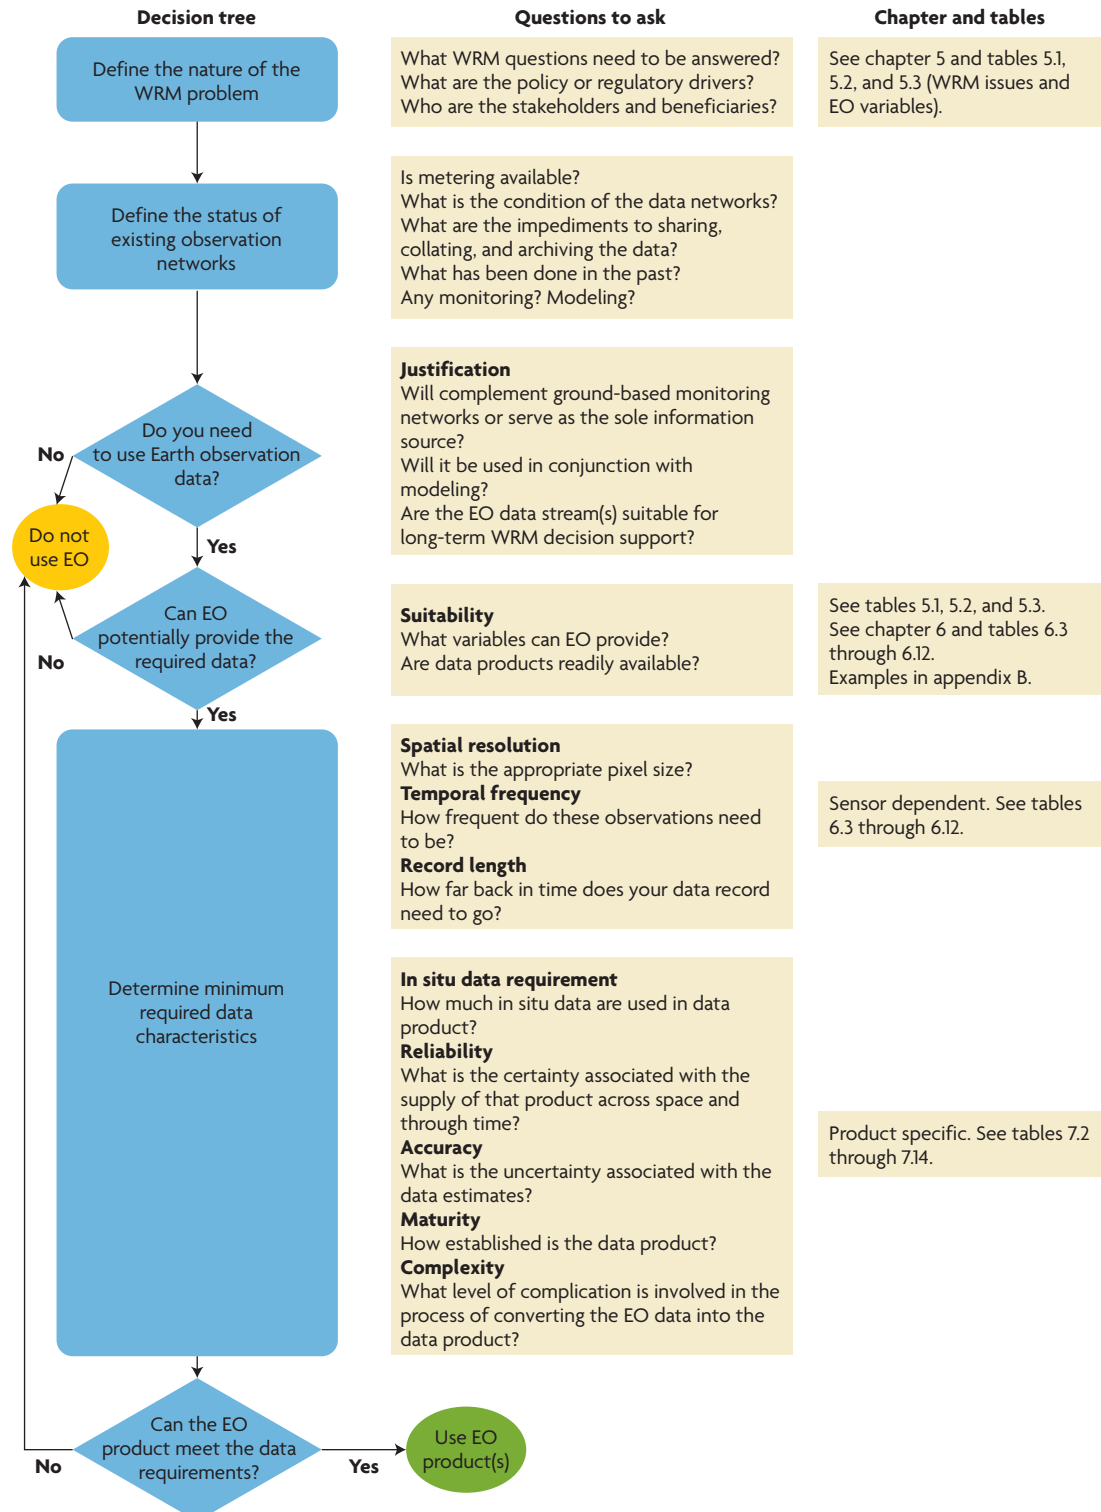 Decision tree
Questions to ask
Chapter and tables
Define the nature of the
WRM problem
What WRM questions need to be answered?
What are the policy or regulatory drivers?
Who are the stakeholders and beneficiaries?
See chapter 5 and tables 5.1,
5.2, and 5.3 (WRM issues and
EO variables).
Define the status of
existing observation
networks
Is metering available?
What is the condition of the data networks?
What are the impediments to sharing,
collating, and archiving the data?
What has been done in the past?
Any monitoring? Modeling?
Do you need
to use Earth observation
data?
No
Yes
Justification
Will complement ground-based monitoring
networks or serve as the sole information
source?
Will it be used in conjunction with
modeling?
Are the EO data stream(s) suitable for
long-term WRM decision support?
Do not
use EO
Can EO
potentially provide the
required data?
No
Yes
Suitability
What variables can EO provide?
Are data products readily available?
See tables 5.1, 5.2, and 5.3.
See chapter 6 and tables 6.3
through 6.12.
Examples in appendix B.
Determine minimum
required data
characteristics
Spatial resolution
What is the appropriate pixel size?
Temporal frequency
How frequent do these observations need
to be?
Record length
How far back in time does your data record
need to go?
Sensor dependent. See tables
6.3 through 6.12.
In situ data requirement
How much in situ data are used in data
product?
Reliability
What is the certainty associated with the
supply of that product across space and
through time?
Accuracy
What is the uncertainty associated with the
data estimates?
Maturity
How established is the data product?
Complexity
What level of complication is involved in the
process of converting the EO data into the
data product?
Product specific. See tables 7.2
through 7.14.
Can the EO
product meet the data
requirements?
No
Yes
Use EO
product(s)